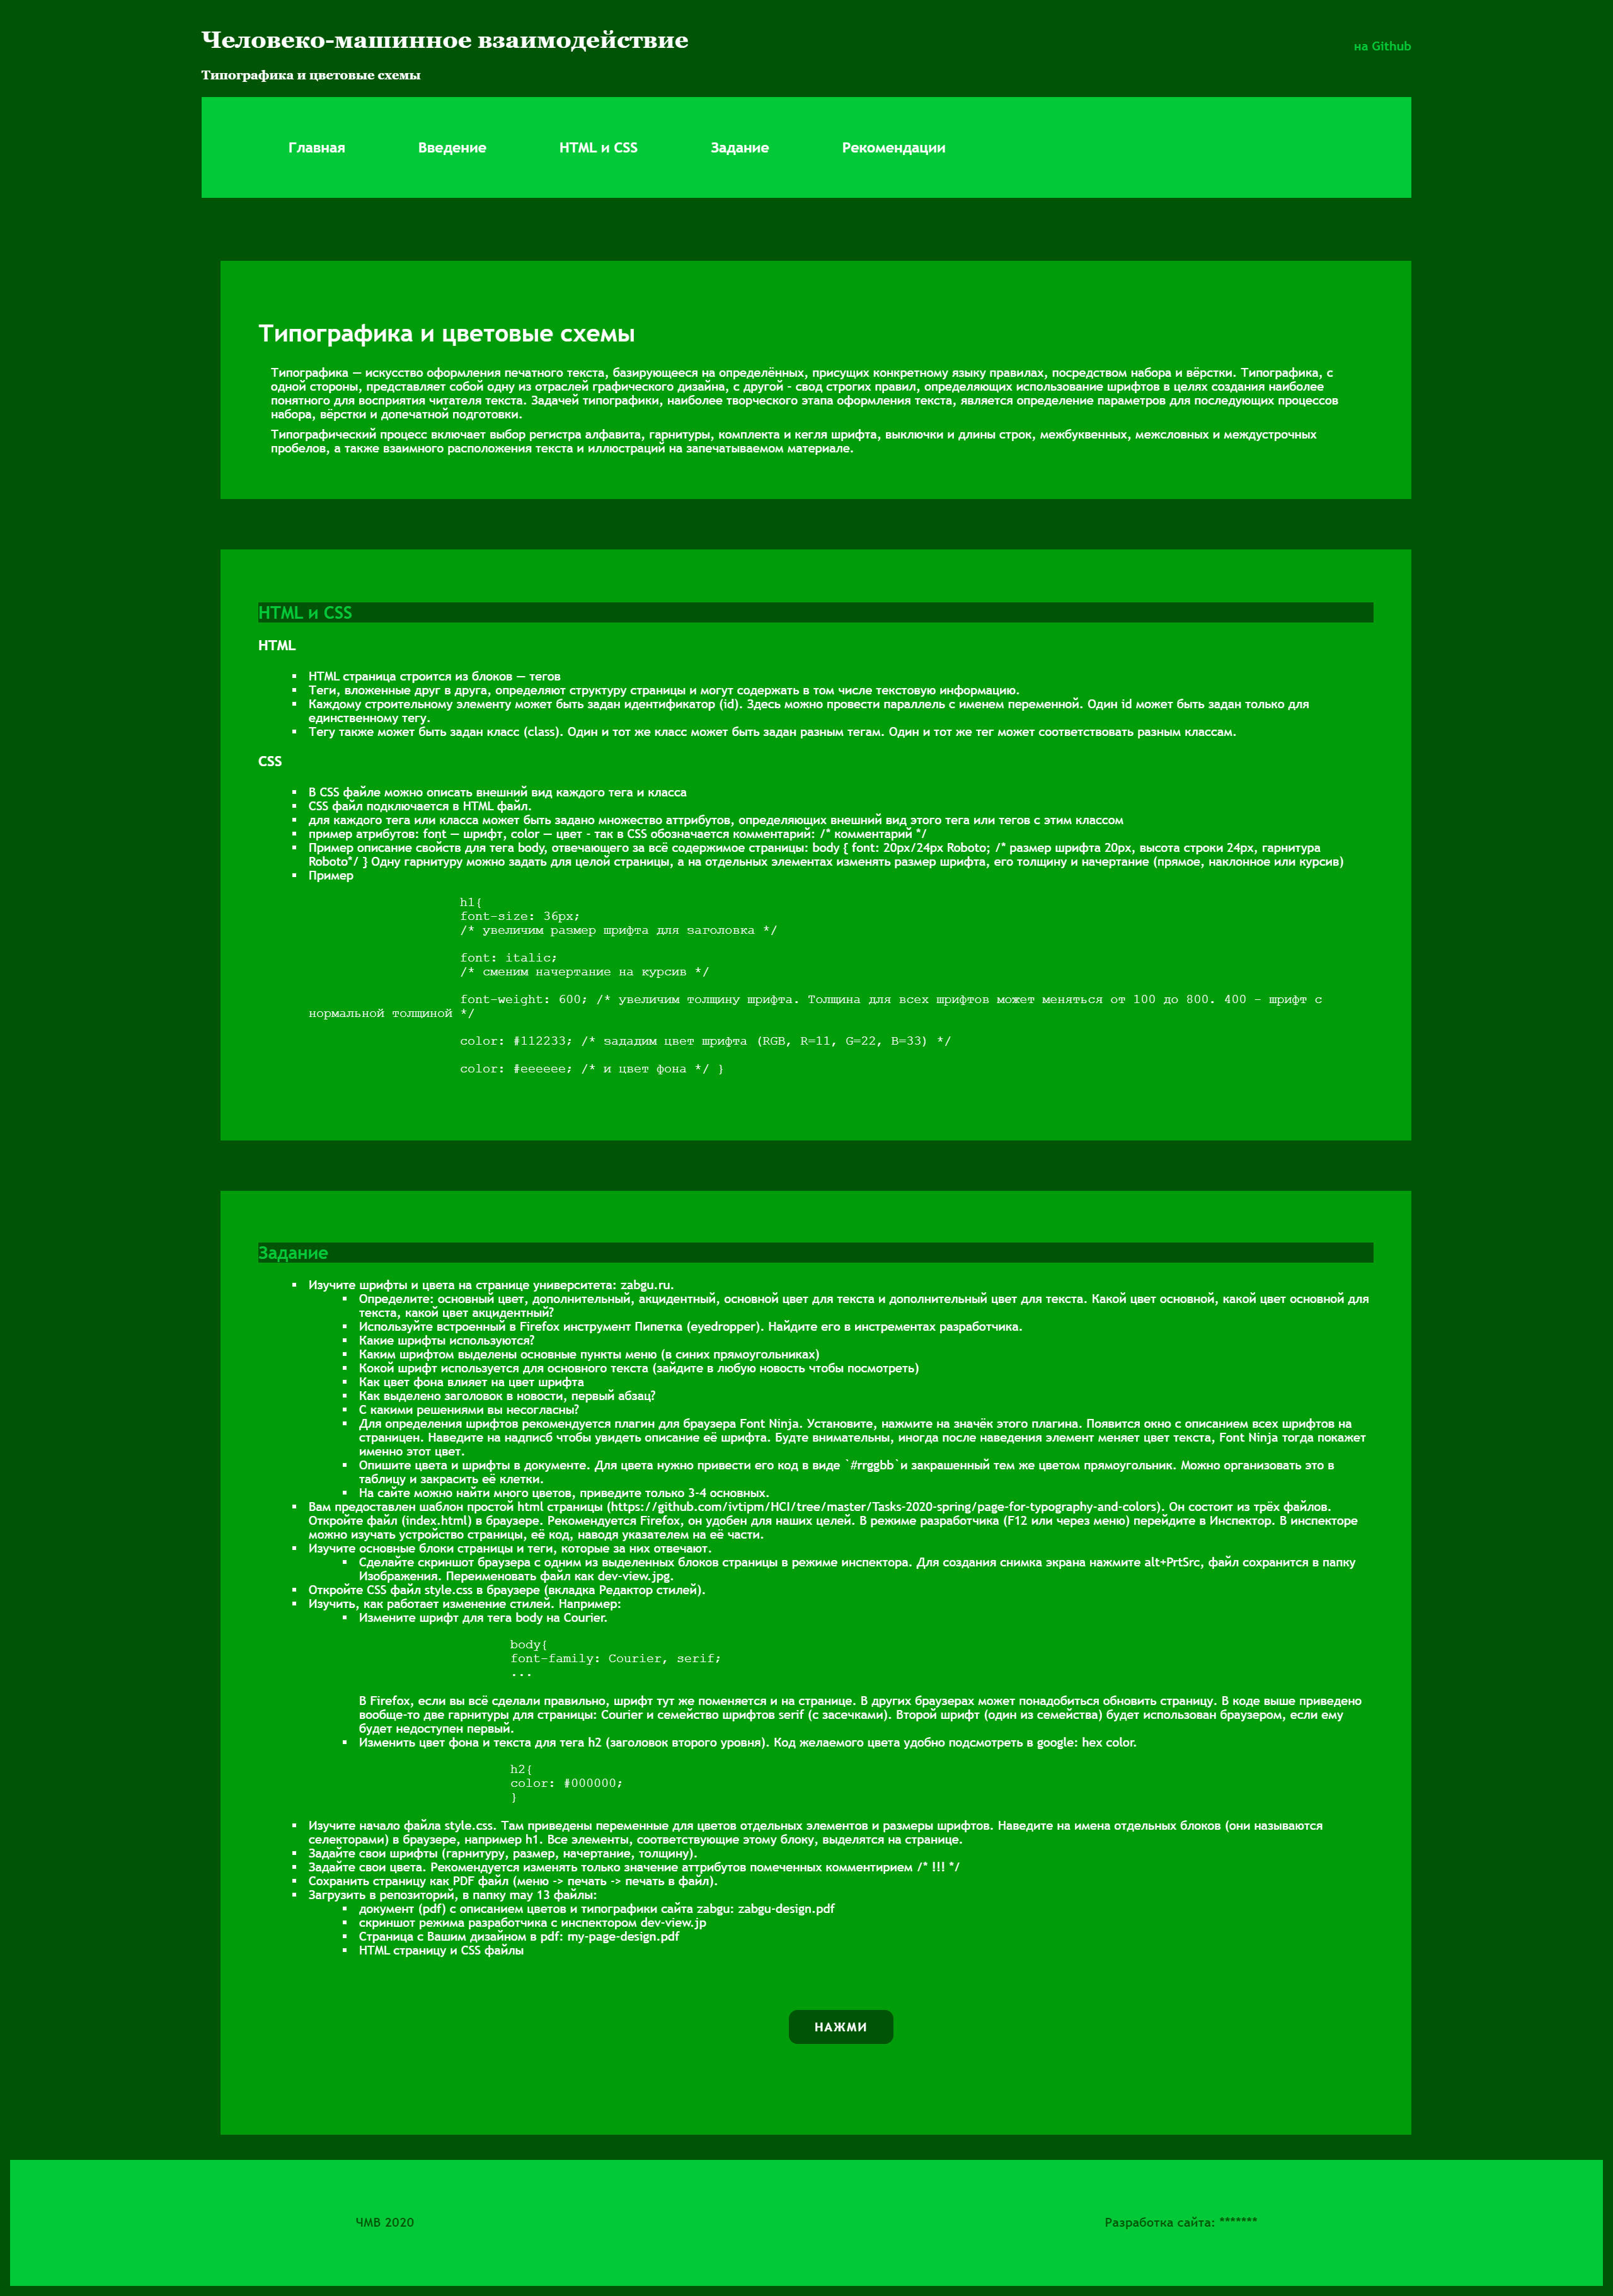 Человеко-машинное взаимодействие
на Github
Типографика и цветовые схемы
Главная Введение HTML и CSS Задание Рекомендации
Типографика и цветовые схемы
Типографика — искусство оформления печатного текста, базирующееся на определённых, присущих конкретному языку правилах, посредством набора и вёрстки. Типографика, с
одной стороны, представляет собой одну из отраслей графического дизайна, с другой - свод строгих правил, определяющих использование шрифтов в целях создания наиболее
понятного для восприятия читателя текста. Задачей типографики, наиболее творческого этапа оформления текста, является определение параметров для последующих процессов
набора, вёрстки и допечатной подготовки.
Типографический процесс включает выбор регистра алфавита, гарнитуры, комплекта и кегля шрифта, выключки и длины строк, межбуквенных, межсловных и междустрочных
пробелов, а также взаимного расположения текста и иллюстраций на запечатываемом материале.
HTML и CSS
HTML
▪ HTML страница строится из блоков — тегов
▪ Теги, вложенные друг в друга, определяют структуру страницы и могут содержать в том числе текстовую информацию.
▪ Каждому строительному элементу может быть задан идентификатор (id). Здесь можно провести параллель с именем переменной. Один id может быть задан только для
единственному тегу.
▪ Тегу также может быть задан класс (class). Один и тот же класс может быть задан разным тегам. Один и тот же тег может соответствовать разным классам.
CSS
▪ В CSS файле можно описать внешний вид каждого тега и класса
▪ CSS файл подключается в HTML файл.
▪ для каждого тега или класса может быть задано множество аттрибутов, определяющих внешний вид этого тега или тегов с этим классом
▪ пример атрибутов: font — шрифт, color — цвет - так в CSS обозначается комментарий: /* комментарий */
▪ Пример описание свойств для тега body, отвечающего за всё содержимое страницы: body { font: 20px/24px Roboto; /* размер шрифта 20px, высота строки 24px, гарнитура
Roboto*/ } Одну гарнитуру можно задать для целой страницы, а на отдельных элементах изменять размер шрифта, его толщину и начертание (прямое, наклонное или курсив)
▪ Пример
h1{
font-size: 36px;
/* увеличим размер шрифта для заголовка */
font: italic;
/* сменим начертание на курсив */
font-weight: 600; /* увеличим толщину шрифта. Толщина для всех шрифтов может меняться от 100 до 800. 400 - шрифт с
нормальной толщиной */
color: #112233; /* зададим цвет шрифта (RGB, R=11, G=22, B=33) */
color: #eeeeee; /* и цвет фона */ }
Задание
▪ Изучите шрифты и цвета на странице университета: zabgu.ru.
▪ Определите: основный цвет, дополнительный, акцидентный, основной цвет для текста и дополнительный цвет для текста. Какой цвет основной, какой цвет основной для
текста, какой цвет акцидентный?
▪ Используйте встроенный в Firefox инструмент Пипетка (eyedropper). Найдите его в инстрементах разработчика.
▪ Какие шрифты используются?
▪ Каким шрифтом выделены основные пункты меню (в синих прямоугольниках)
▪ Кокой шрифт используется для основного текста (зайдите в любую новость чтобы посмотреть)
▪ Как цвет фона влияет на цвет шрифта
▪ Как выделено заголовок в новости, первый абзац?
▪ С какими решениями вы несогласны?
▪ Для определения шрифтов рекомендуется плагин для браузера Font Ninja. Установите, нажмите на значёк этого плагина. Появится окно с описанием всех шрифтов на
страницен. Наведите на надписб чтобы увидеть описание её шрифта. Будте внимательны, иногда после наведения элемент меняет цвет текста, Font Ninja тогда покажет
именно этот цвет.
▪ Опишите цвета и шрифты в документе. Для цвета нужно привести его код в виде `#rrggbb`и закрашенный тем же цветом прямоугольник. Можно организовать это в
таблицу и закрасить её клетки.
▪ На сайте можно найти много цветов, приведите только 3-4 основных.
▪ Вам предоставлен шаблон простой html страницы (https://github.com/ivtipm/HCI/tree/master/Tasks-2020-spring/page-for-typography-and-colors). Он состоит из трёх файлов.
Откройте файл (index.html) в браузере. Рекомендуется Firefox, он удобен для наших целей. В режиме разработчика (F12 или через меню) перейдите в Инспектор. В инспекторе
можно изучать устройство страницы, её код, наводя указателем на её части.
▪ Изучите основные блоки страницы и теги, которые за них отвечают.
▪ Сделайте скриншот браузера с одним из выделенных блоков страницы в режиме инспектора. Для создания снимка экрана нажмите alt+PrtSrc, файл сохранится в папку
Изображения. Переименовать файл как dev-view.jpg.
▪ Откройте CSS файл style.css в браузере (вкладка Редактор стилей).
▪ Изучить, как работает изменение стилей. Например:
▪ Измените шрифт для тега body на Courier.
body{
font-family: Courier, serif;
...
В Firefox, если вы всё сделали правильно, шрифт тут же поменяется и на странице. В других браузерах может понадобиться обновить страницу. В коде выше приведено
вообще-то две гарнитуры для страницы: Courier и семейство шрифтов serif (с засечками). Второй шрифт (один из семейства) будет использован браузером, если ему
будет недоступен первый.
▪ Изменить цвет фона и текста для тега h2 (заголовок второго уровня). Код желаемого цвета удобно подсмотреть в google: hex color.
h2{
color: #000000;
}
▪ Изучите начало файла style.css. Там приведены переменные для цветов отдельных элементов и размеры шрифтов. Наведите на имена отдельных блоков (они называются
селекторами) в браузере, например h1. Все элементы, соответствующие этому блоку, выделятся на странице.
▪ Задайте свои шрифты (гарнитуру, размер, начертание, толщину).
▪ Задайте свои цвета. Рекомендуется изменять только значение аттрибутов помеченных комментирием /* !!! */
▪ Сохранить страницу как PDF файл (меню -> печать -> печать в файл).
▪ Загрузить в репозиторий, в папку may 13 файлы:
▪ документ (pdf) с описанием цветов и типографики сайта zabgu: zabgu-design.pdf
▪ скриншот режима разработчика с инспектором dev-view.jp
▪ Страница с Вашим дизайном в pdf: my-page-design.pdf
▪ HTML страницу и CSS файлы
НАЖМИ
ЧМВ 2020
Разработка сайта: *******